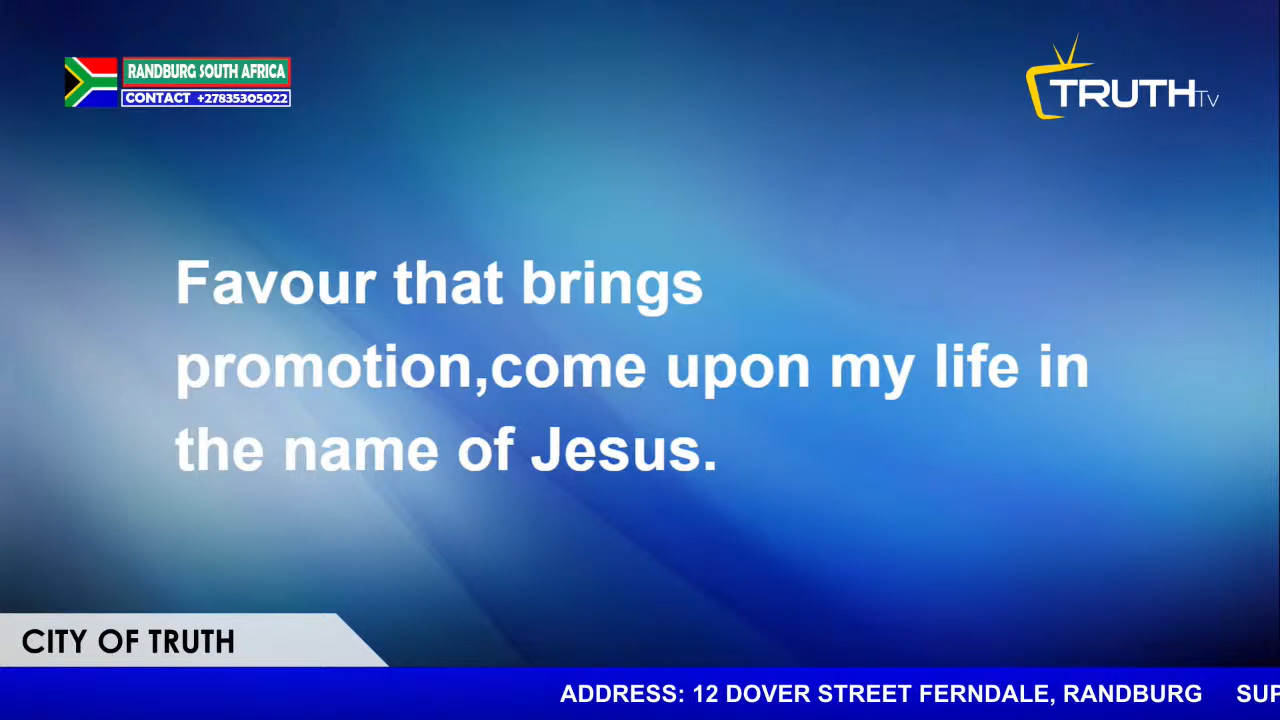 RANDBURG SOUTH AFRICA
CONTACT +27835305022
TRUTH TV
Favour that brings
promotion,come upon my life in
the name of Jesus.
CITY OF TRUTH
ADDRESS: 12 DOVER STREET FERNDALE, RANDBURG